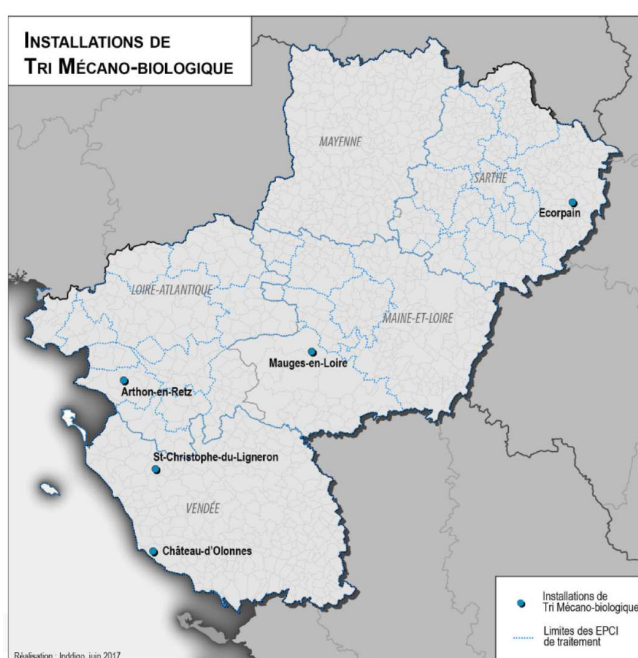 INSTALLATIONS DE
TRI MÉCANO-BIOLOGIQUE
MAYENNE
SARTHE
Ecorpain
LOIRE-ATLANTIQUE
MAINE-ET-LOIRE
Mauges-en-Loire
Arthon-en-Retz
St-Christophe-du-Ligneron
VENDÉE
Château-d'Olonnes
Installations de
Tri Mécano-biologique
Limites des EPCI
de traitement
Réalisation : Inddigo, juin 2017